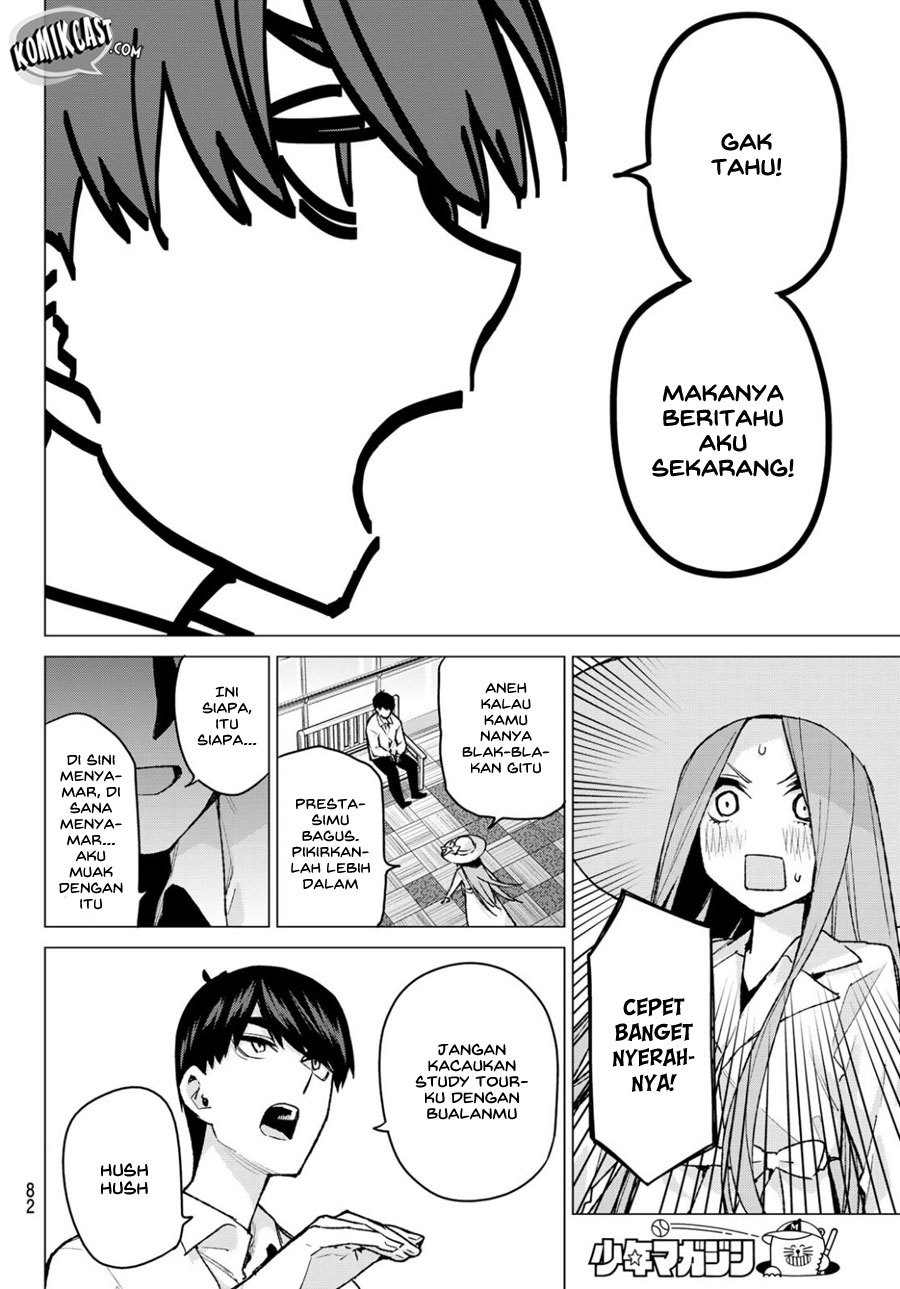 KOMIKCAST.COM
GAK
TAHU!
MAKANYA
BERITAHU
AKU
SEKARANG!
CEPET
BANGET
NYERAH-
NYA!
ANEH
KALAU
KAMU
NANYA
BLAK-BLA-
KAN GITU
PRESTA-
SIMU
BAGUS.
PIKIRKAN-
LAH LEBIH
DALAM
INI
SIAPA,
ITU
SIAPA...
DI SINI
MENYA-
MAR, DI
SANA
MENYA-
MAR...
AKU
MUAK
DENGAN
ITU
JANGAN
KACAUKAN
STUDY TOUR-
KU DENGAN
BUALANMU
HUSH
HUSH
82
少年マガジン
M